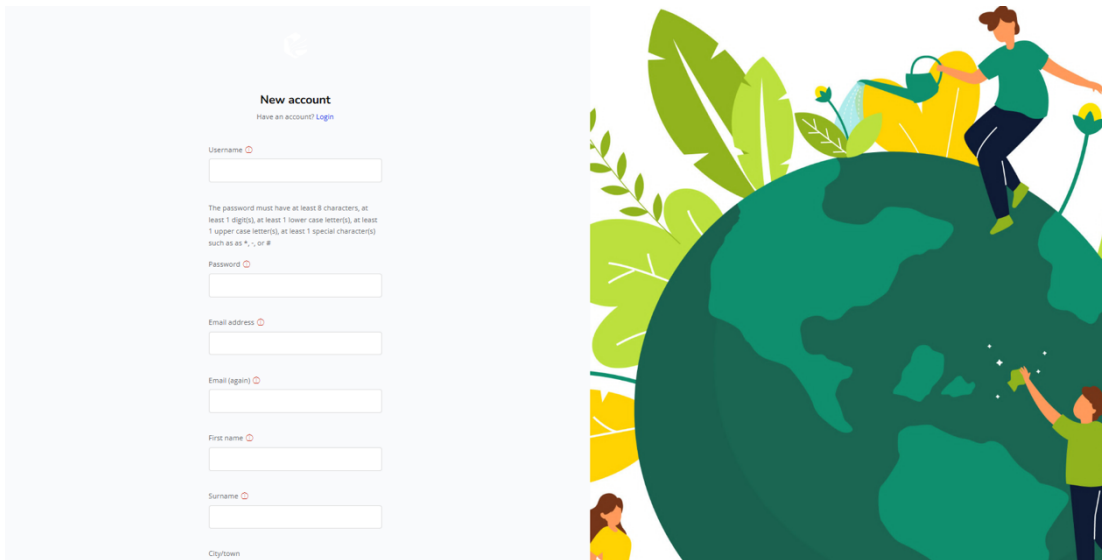 New account
Have an account? Login
Username
The password must have at least 8 characters, at
least 1 digit(s), at least 1 lower case letter(s), at least
1 upper case letter(s), at least 1 special character(s)
such as as *, -, or #
Password
Email address
Email (again)
First name
Surname
City/town